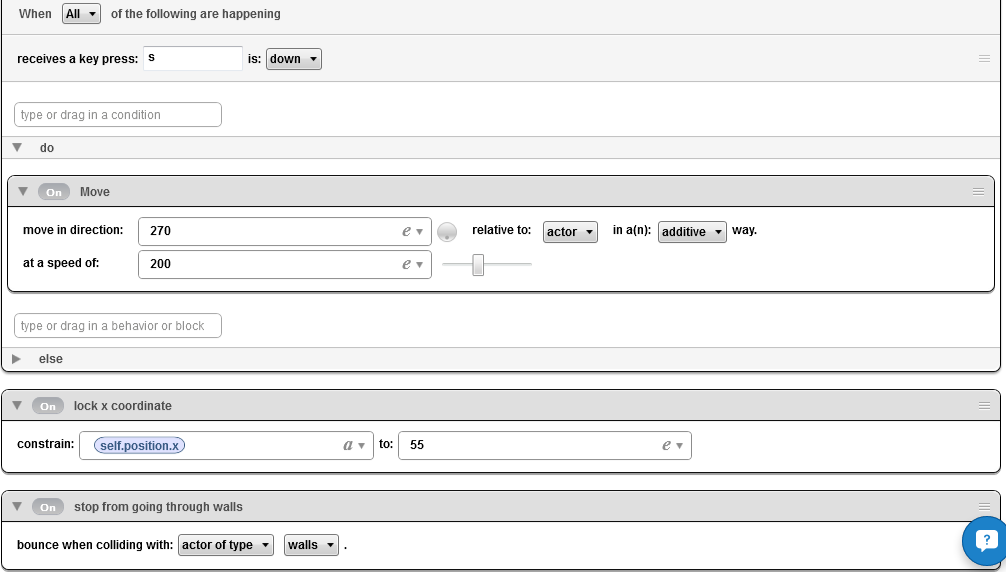 When All of the following are happening
receives a key press: s is: down
type or drag in a condition
do
On Move
move in direction: 270 e relative to: actor in a(n): additive way.
at a speed of: 200 e
type or drag in a behavior or block
else
On lock x coordinate
constrain: self.position.x a to: 55 e
On stop from going through walls
bounce when colliding with: actor of type walls .
?